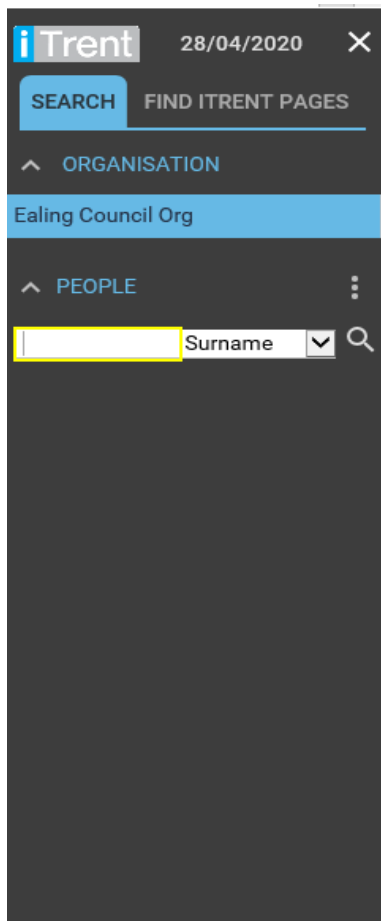 iTrent 28/04/2020
SEARCH FIND ITRENT PAGES
ORGANISATION
Ealing Council Org
PEOPLE
Surname